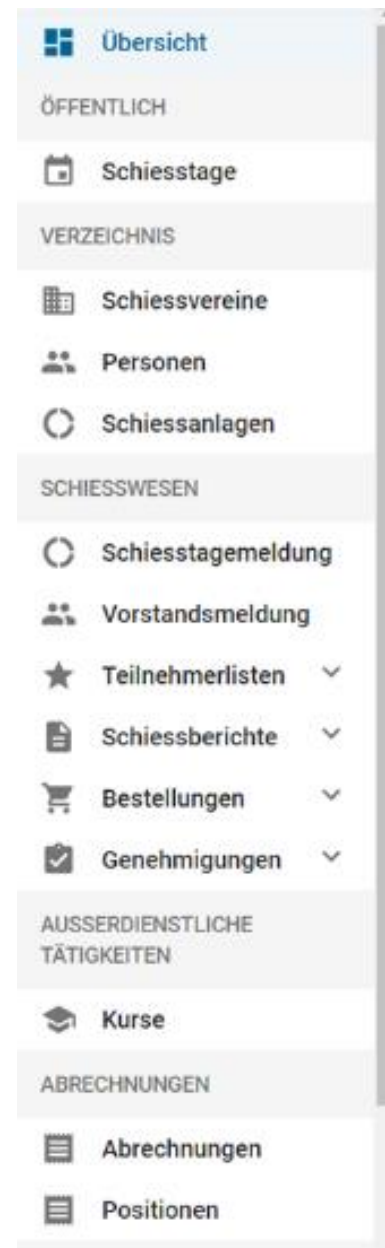 Übersicht
ÖFFENTLICH
Schiesstage
VERZEICHNIS
Schiessvereine
Personen
Schiessanlagen
SCHIESSWESEN
Schiesstagemeldung
Vorstandsmeldung
Teilnehmerlisten
Schiessberichte
Bestellungen
Genehmigungen
AUSSERDIENSTLICHE
TÄTIGKEITEN
Kurse
ABRECHNUNGEN
Abrechnungen
Positionen